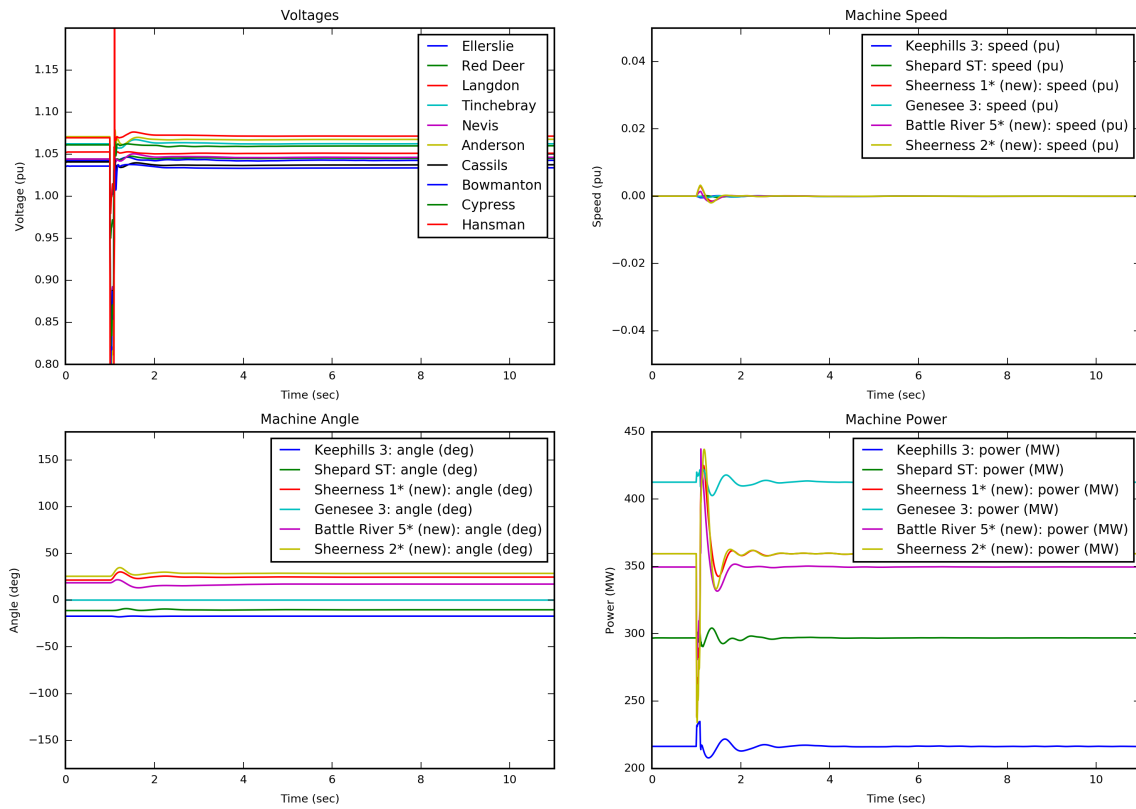 Voltages
1.15
1.10
1.05
1.00
0.95
0.90
0.85
0.80
Voltage (pu)
0 2 4 6 8 10
Time (sec)
Ellerslie
Red Deer
Langdon
Tinchebray
Nevis
Anderson
Cassils
Bowmanton
Cypress
Hansman
Machine Speed
0.04
0.02
0.00
−0.02
−0.04
Speed (pu)
0 2 4 6 8 10
Time (sec)
Keephills 3: speed (pu)
Shepard ST: speed (pu)
Sheerness 1* (new): speed (pu)
Genesee 3: speed (pu)
Battle River 5* (new): speed (pu)
Sheerness 2* (new): speed (pu)
Machine Angle
150
100
50
0
−50
−100
−150
Angle (deg)
0 2 4 6 8 10
Time (sec)
Keephills 3: angle (deg)
Shepard ST: angle (deg)
Sheerness 1* (new): angle (deg)
Genesee 3: angle (deg)
Battle River 5* (new): angle (deg)
Sheerness 2* (new): angle (deg)
Machine Power
450
400
350
300
250
200
Power (MW)
0 2 4 6 8 10
Time (sec)
Keephills 3: power (MW)
Shepard ST: power (MW)
Sheerness 1* (new): power (MW)
Genesee 3: power (MW)
Battle River 5* (new): power (MW)
Sheerness 2* (new): power (MW)